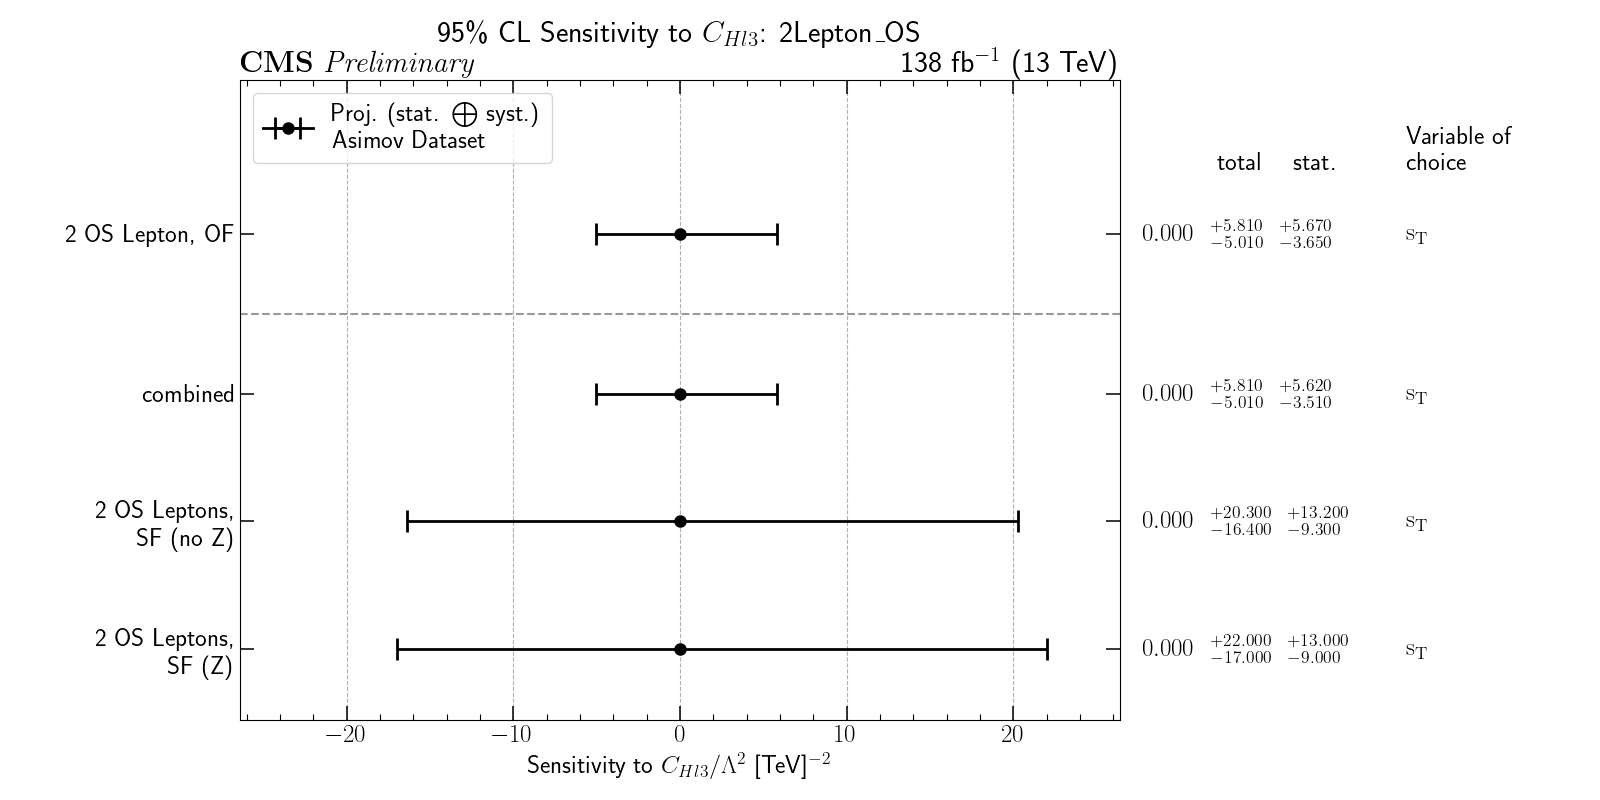 95% CL Sensitivity to C_{Hl3}: 2Lepton_OS
CMS Preliminary 138 fb^{−1} (13 TeV)
Proj. (stat. ⨁ syst.)
Asimov Dataset
Variable of
total stat. choice
2 OS Lepton, OF 0.000 +5.810 −5.010 +5.670 −3.650 s_T
combined 0.000 +5.810 −5.010 +5.620 −3.510 s_T
2 OS Leptons,
SF (no Z) 0.000 +20.300 −16.400 +13.200 −9.300 s_T
2 OS Leptons,
SF (Z) 0.000 +22.000 −17.000 +13.000 −9.000 s_T
−20 −10 0 10 20
Sensitivity to C_{Hl3}/Λ^2 [TeV]^{−2}